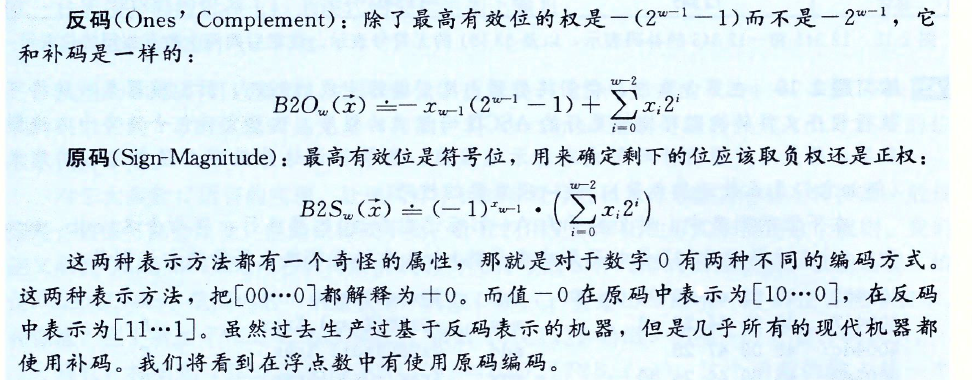 反码(Ones' Complement)：除了最高有效位的权是－(2^{w-1}－1)而不是－2^{w-1}，它
和补码是一样的：
B2O_w(\vec{x}) ≐ －x_{w-1}(2^{w-1}－1) + \sum_{i=0}^{w-2} x_i2^i
原码(Sign-Magnitude)：最高有效位是符号位，用来确定剩下的位应该取负权还是正权：
B2S_w(\vec{x}) ≐ (－1)^{x_{w-1}} · (\sum_{i=0}^{w-2} x_i2^i)
这两种表示方法都有一个奇怪的属性，那就是对于数字0有两种不同的编码方式。
这两种表示方法，把[00…0]都解释为＋0。而值－0在原码中表示为[10…0]，在反码
中表示为[11…1]。虽然过去生产过基于反码表示的机器，但是几乎所有的现代机器都
使用补码。我们将看到在浮点数中有使用原码编码。